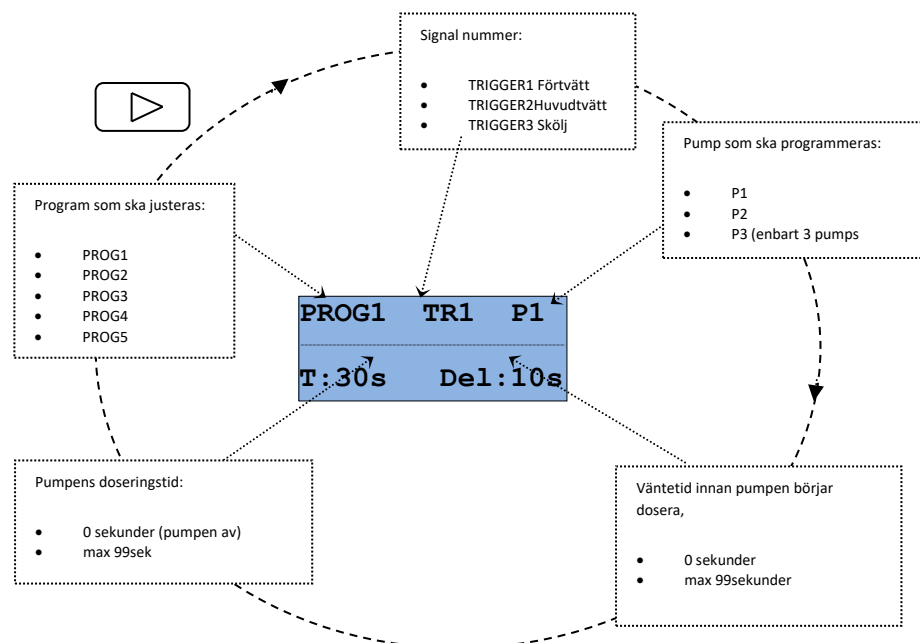 Signal nummer:
• TRIGGER1 Förtvätt
• TRIGGER2Huvudtvätt
• TRIGGER3 Skölj
Pump som ska programmeras:
• P1
• P2
• P3 (enbart 3 pumps
Program som ska justeras:
• PROG1
• PROG2
• PROG3
• PROG4
• PROG5
PROG1 TR1 P1
T:30s Del:10s
Pumpens doseringstid:
• 0 sekunder (pumpen av)
• max 99sek
Väntetid innan pumpen börjar
dosera,
• 0 sekunder
• max 99sekunder